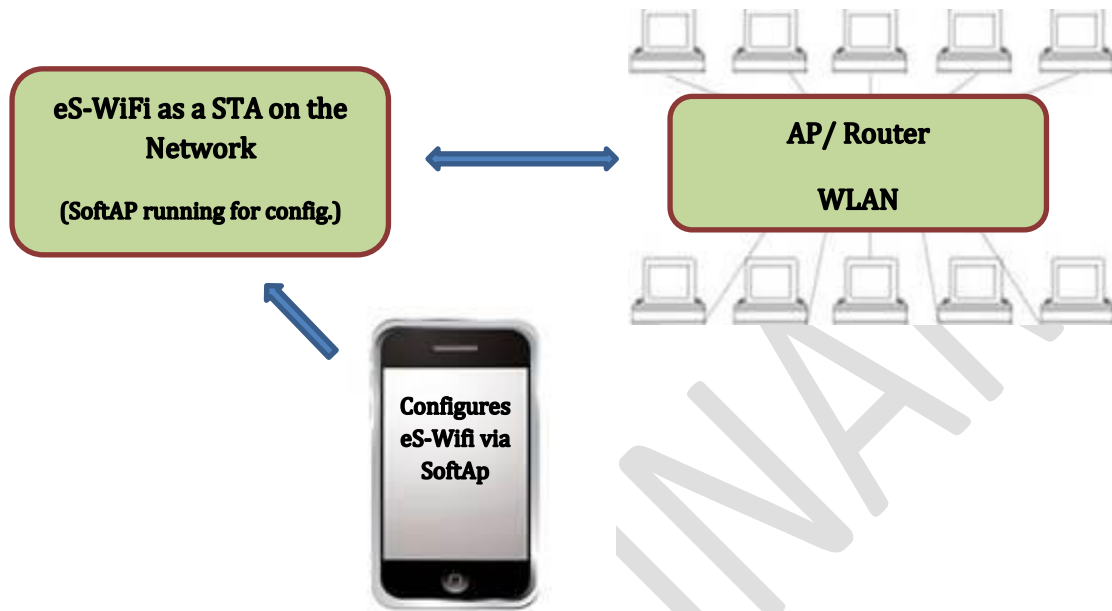 eS-WiFi as a STA on the
Network
(SoftAP running for config.)
AP/ Router
WLAN
Configures
eS-Wifi via
SoftAp